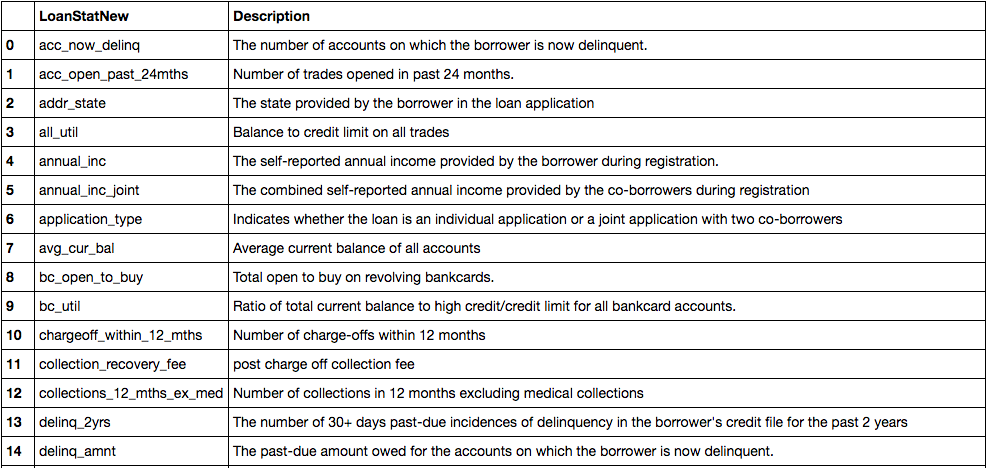 LoanStatNew Description
0 acc_now_delinq The number of accounts on which the borrower is now delinquent.
1 acc_open_past_24mths Number of trades opened in past 24 months.
2 addr_state The state provided by the borrower in the loan application
3 all_util Balance to credit limit on all trades
4 annual_inc The self-reported annual income provided by the borrower during registration.
5 annual_inc_joint The combined self-reported annual income provided by the co-borrowers during registration
6 application_type Indicates whether the loan is an individual application or a joint application with two co-borrowers
7 avg_cur_bal Average current balance of all accounts
8 bc_open_to_buy Total open to buy on revolving bankcards.
9 bc_util Ratio of total current balance to high credit/credit limit for all bankcard accounts.
10 chargeoff_within_12_mths Number of charge-offs within 12 months
11 collection_recovery_fee post charge off collection fee
12 collections_12_mths_ex_med Number of collections in 12 months excluding medical collections
13 delinq_2yrs The number of 30+ days past-due incidences of delinquency in the borrower's credit file for the past 2 years
14 delinq_amnt The past-due amount owed for the accounts on which the borrower is now delinquent.